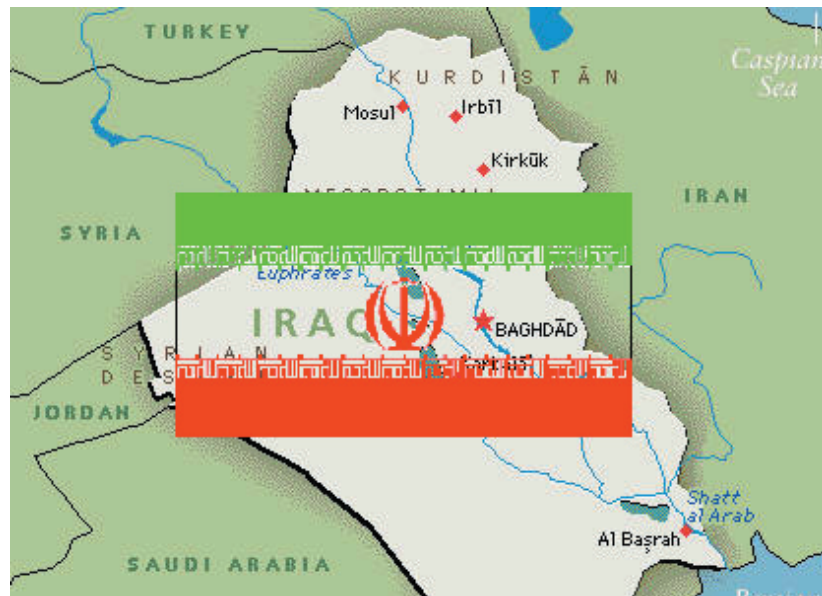 TURKEY
Caspian
Sea
KURDISTĀN
Mosul
Irbīl
Kirkūk
IRAN
SYRIA
Euphrates
IRAQ
BAGHDĀD
SYRIAN
JORDAN
Shatt
al Arab
Al Başrah
SAUDI ARABIA